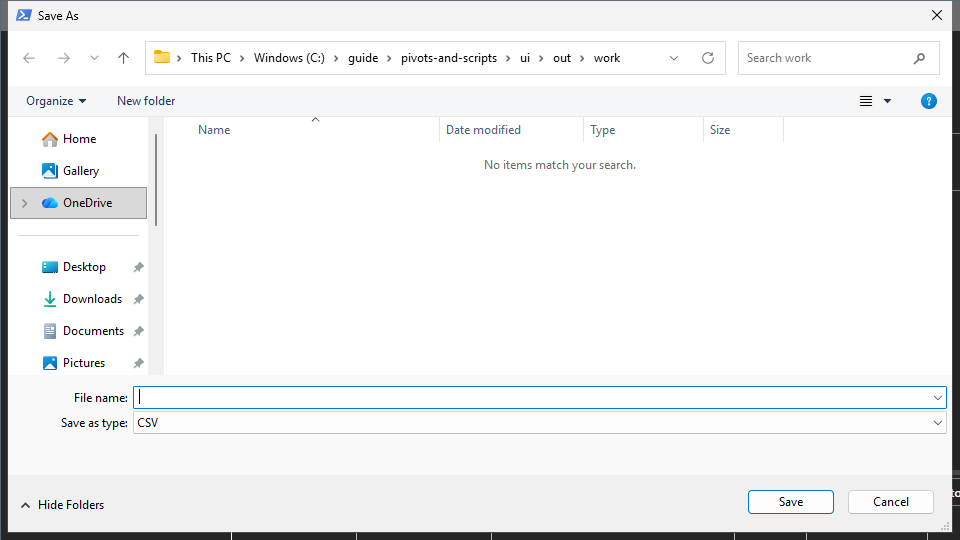 Save As
This PC > Windows (C:) > guide > pivots-and-scripts > ui > out > work
Search work
Organize
New folder
Home
Gallery
OneDrive
Desktop
Downloads
Documents
Pictures
Name
Date modified
Type
Size
No items match your search.
File name:
Save as type: CSV
Hide Folders
Save
Cancel